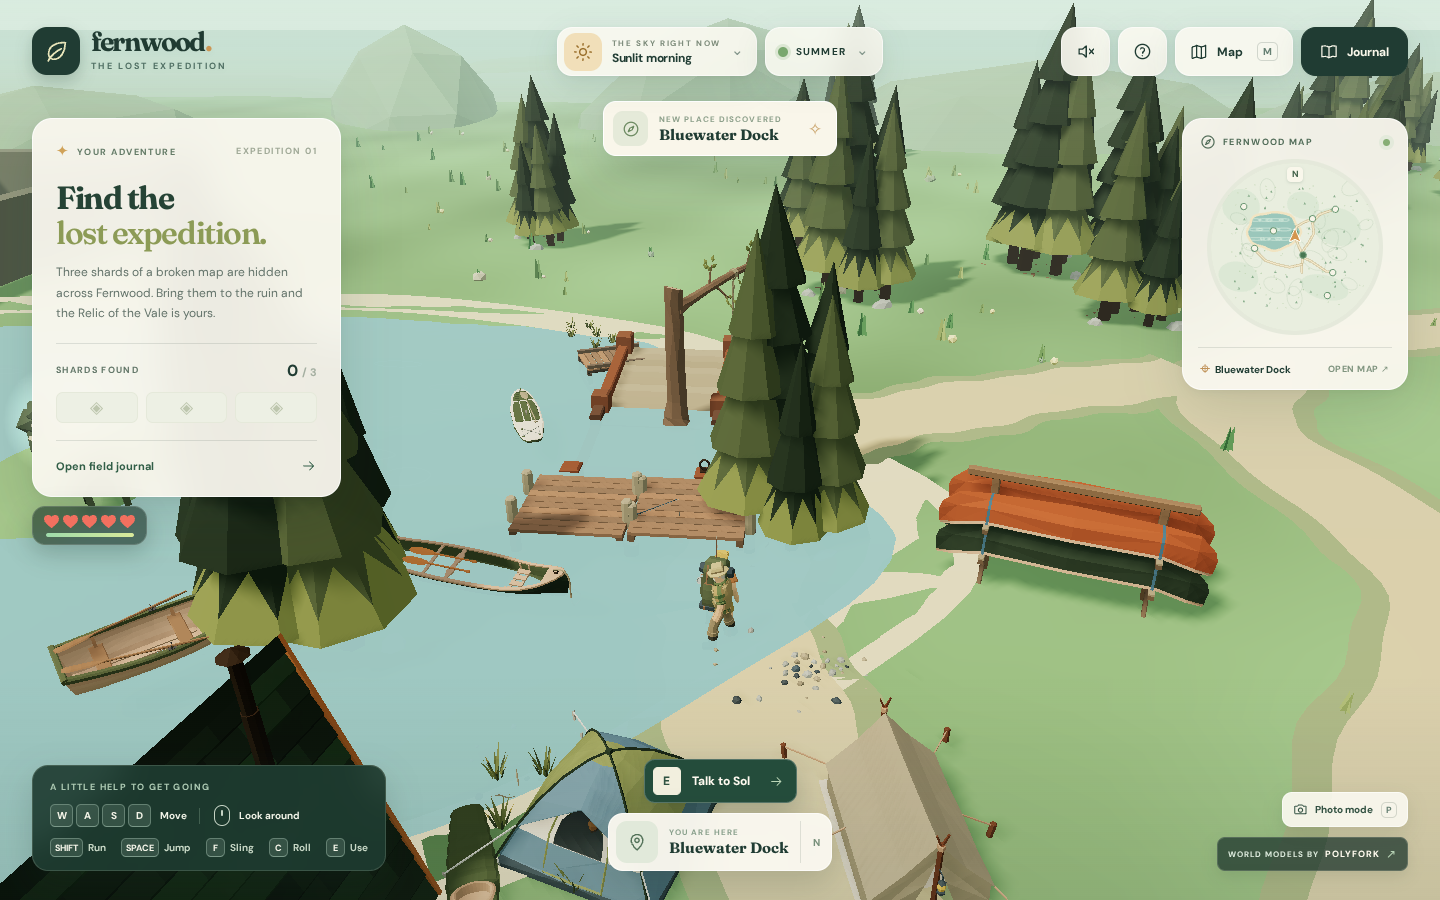 fernwood.
THE LOST EXPEDITION
THE SKY RIGHT NOW
Sunlit morning
SUMMER
Map M
Journal
NEW PLACE DISCOVERED
Bluewater Dock
YOUR ADVENTURE
EXPEDITION 01
Find the
lost expedition.
Three shards of a broken map are hidden
across Fernwood. Bring them to the ruin and
the Relic of the Vale is yours.
SHARDS FOUND
0 / 3
Open field journal
FERNWOOD MAP
N
Bluewater Dock
OPEN MAP ↗
A LITTLE HELP TO GET GOING
W A S D Move
Look around
SHIFT Run SPACE Jump F Sling C Roll E Use
E Talk to Sol
YOU ARE HERE
Bluewater Dock
N
Photo mode P
WORLD MODELS BY POLYFORK ↗